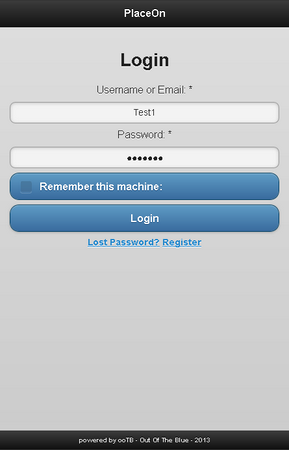 PlaceOn
Login
Username or Email: *
Test1
Password: *
•••••••
Remember this machine:
Login
Lost Password? Register
powered by ooTB - Out Of The Blue - 2013